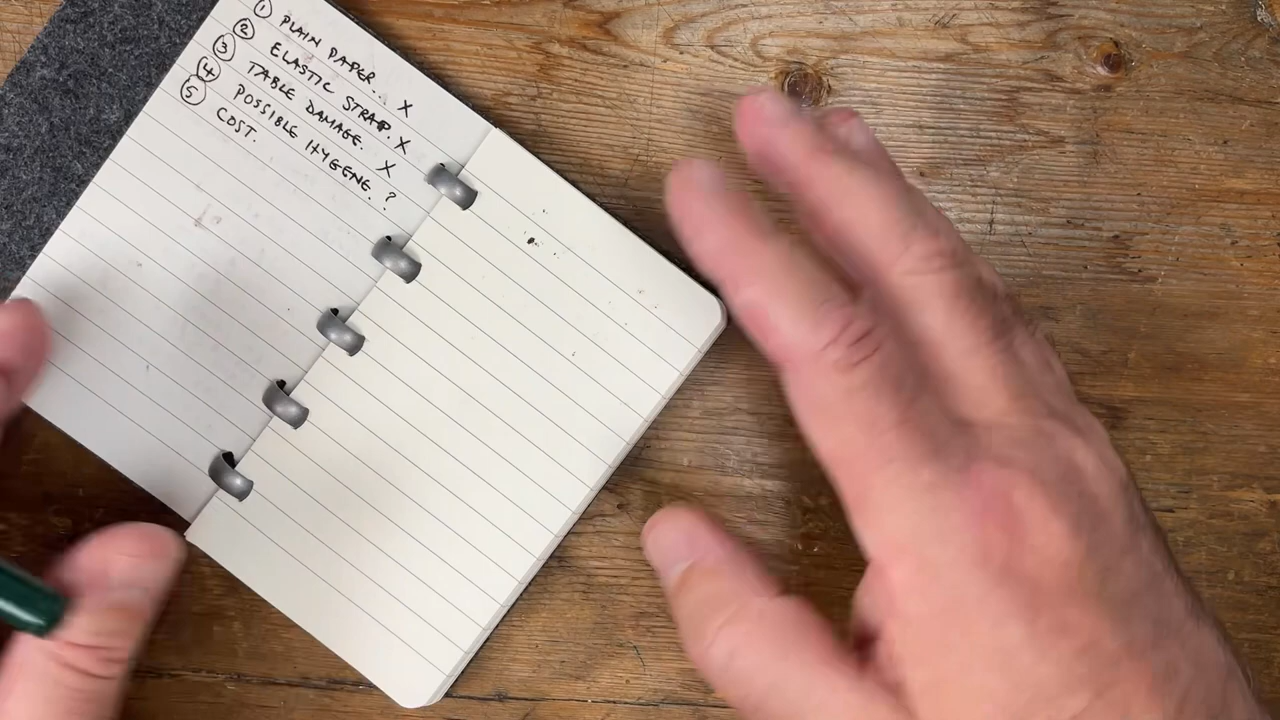 ① PLAIN PAPER. X
② ELASTIC STRAP. X
③ TABLE DAMAGE. X
④ POSSIBLE HYGENE. ?
⑤ COST.